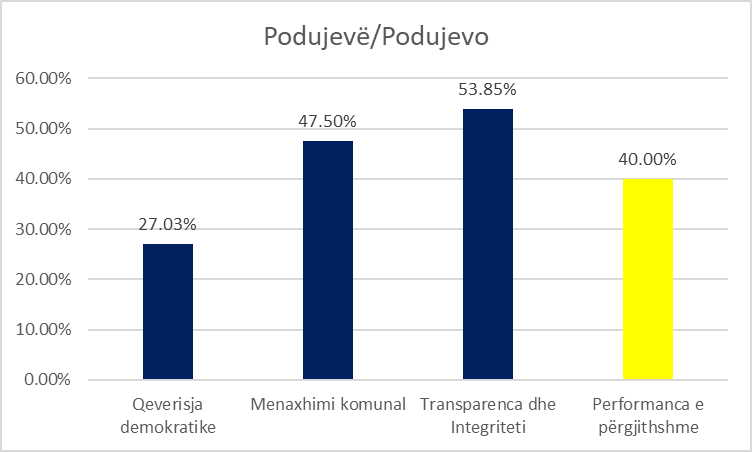 Podujevë/Podujevo
60.00%
50.00%
40.00%
30.00%
20.00%
10.00%
0.00%
27.03%
47.50%
53.85%
40.00%
Qeverisja
demokratike
Menaxhimi komunal
Transparenca dhe
Integriteti
Performanca e
përgjithshme